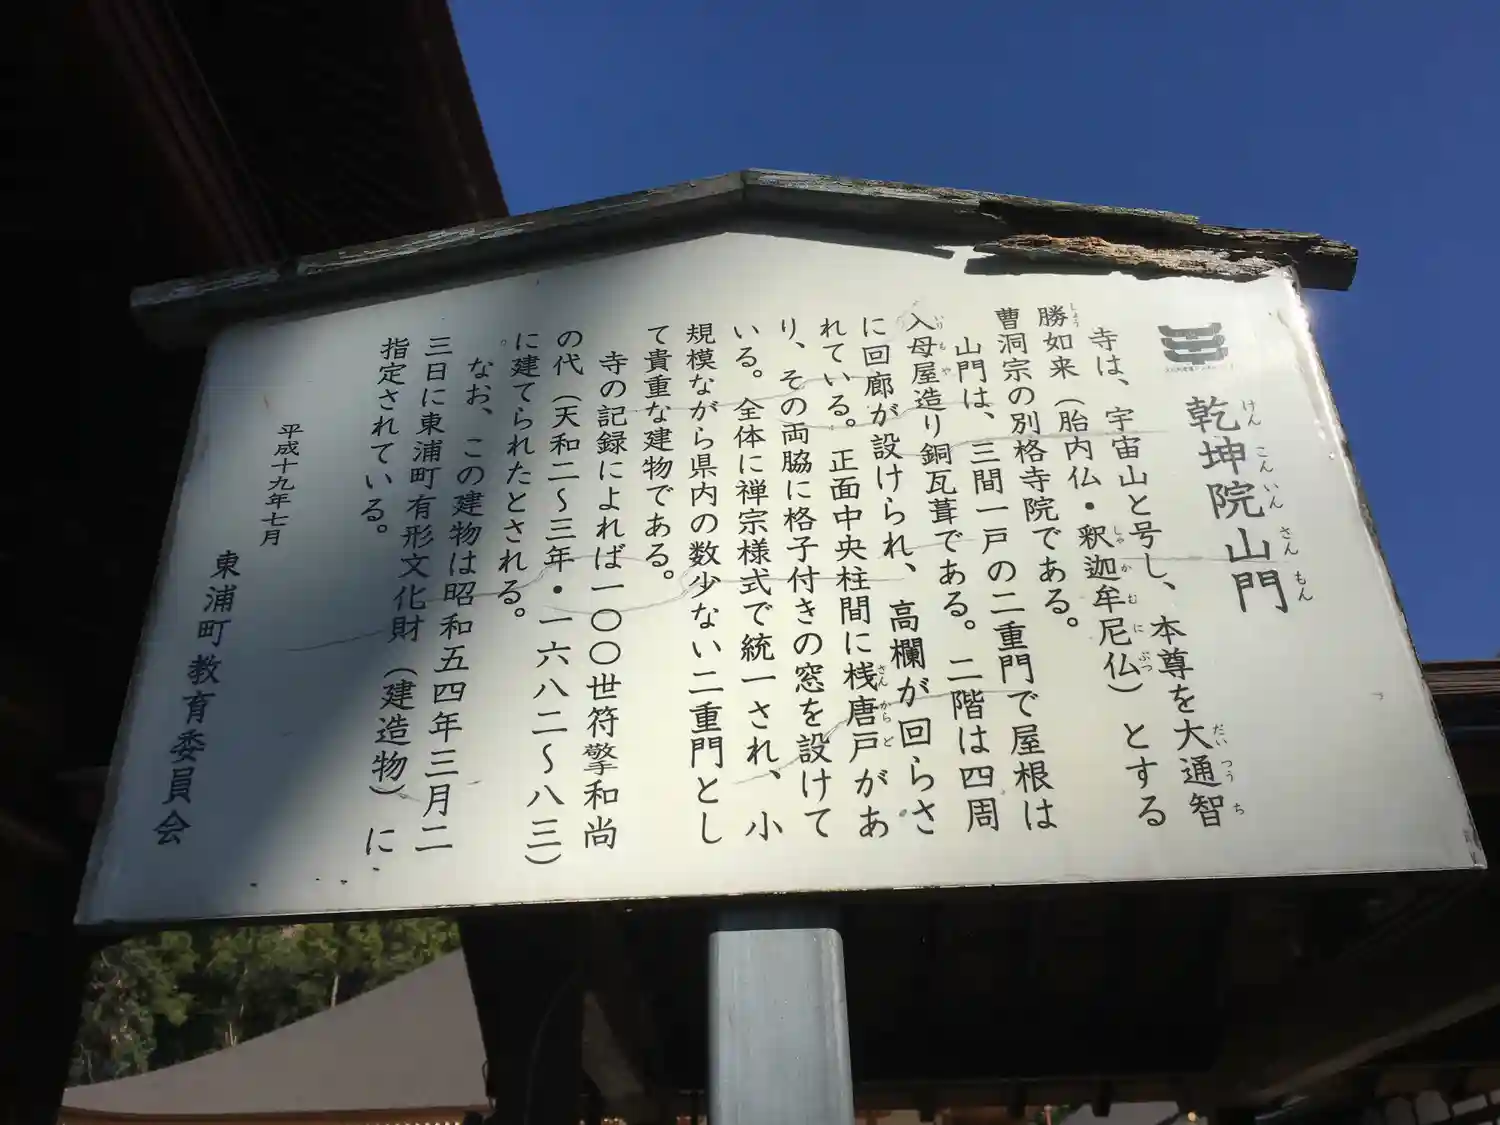 乾坤院山門
寺は、宇宙山と号し、本尊を大通智
勝如来（胎内仏・釈迦牟尼仏）とする
曹洞宗の別格寺院である。
山門は、三間一戸の二重門で屋根は
入母屋造り銅瓦葺である。二階は四周
に回廊が設けられ、高欄が回らさ
れている。正面中央柱間に桟唐戸があ
り、その両脇に格子付きの窓を設けて
いる。全体に禅宗様式で統一され、小
規模ながら県内の数少ない二重門とし
て貴重な建物である。
寺の記録によれば一〇〇世符擎和尚
の代（天和二〜三年・一六八二〜八三）
に建てられたとされる。
なお、この建物は昭和五四年三月二
三日に東浦町有形文化財（建造物）に
指定されている。
平成十九年七月
東浦町教育委員会